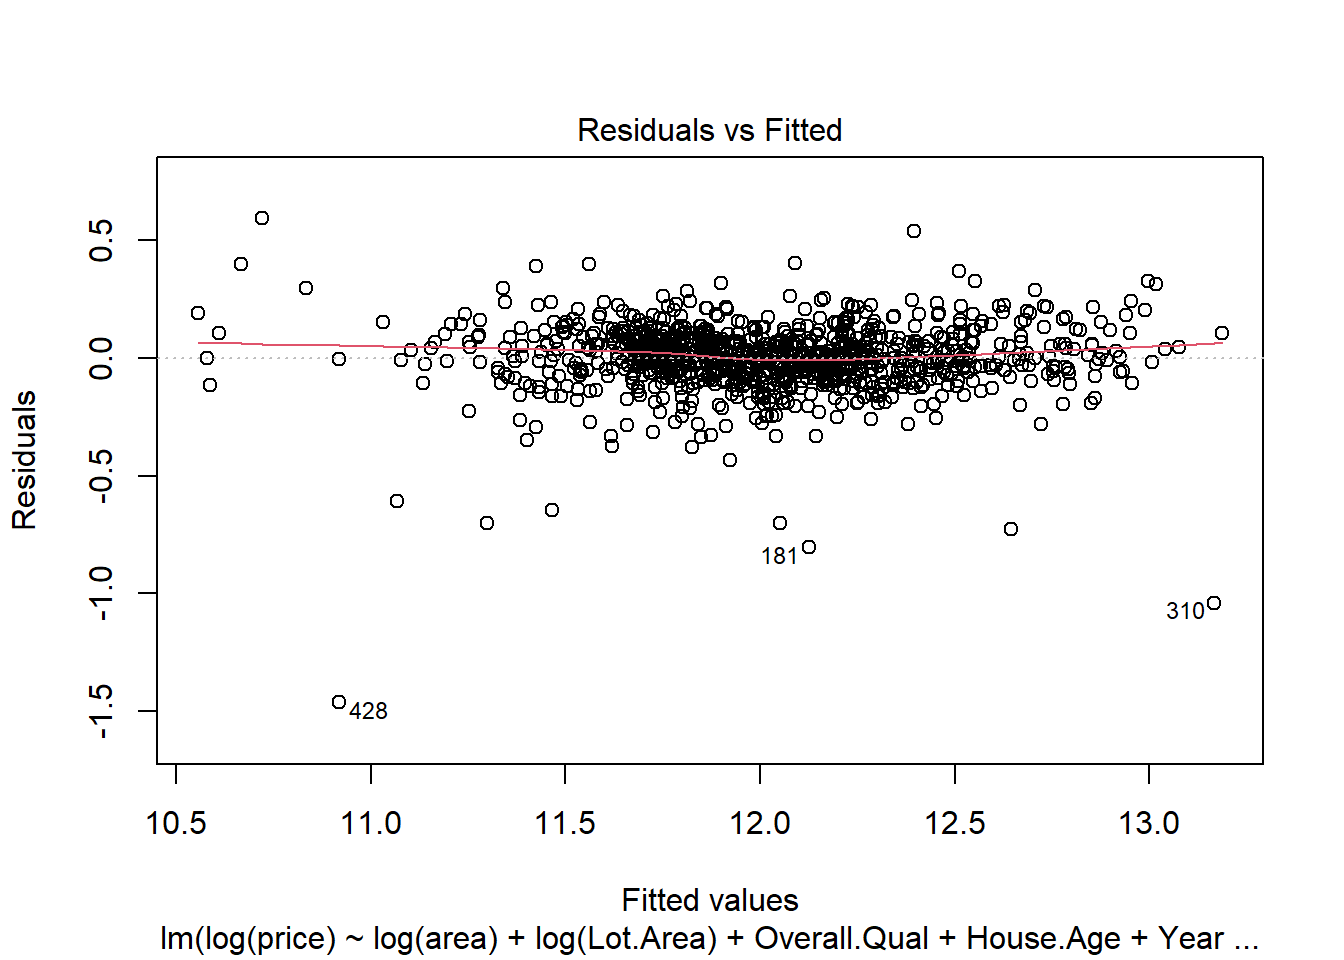 Residuals vs Fitted
Residuals
0.5
0.0
-0.5
-1.0
-1.5
181
310
428
10.5 11.0 11.5 12.0 12.5 13.0
Fitted values
lm(log(price) ~ log(area) + log(Lot.Area) + Overall.Qual + House.Age + Year ...